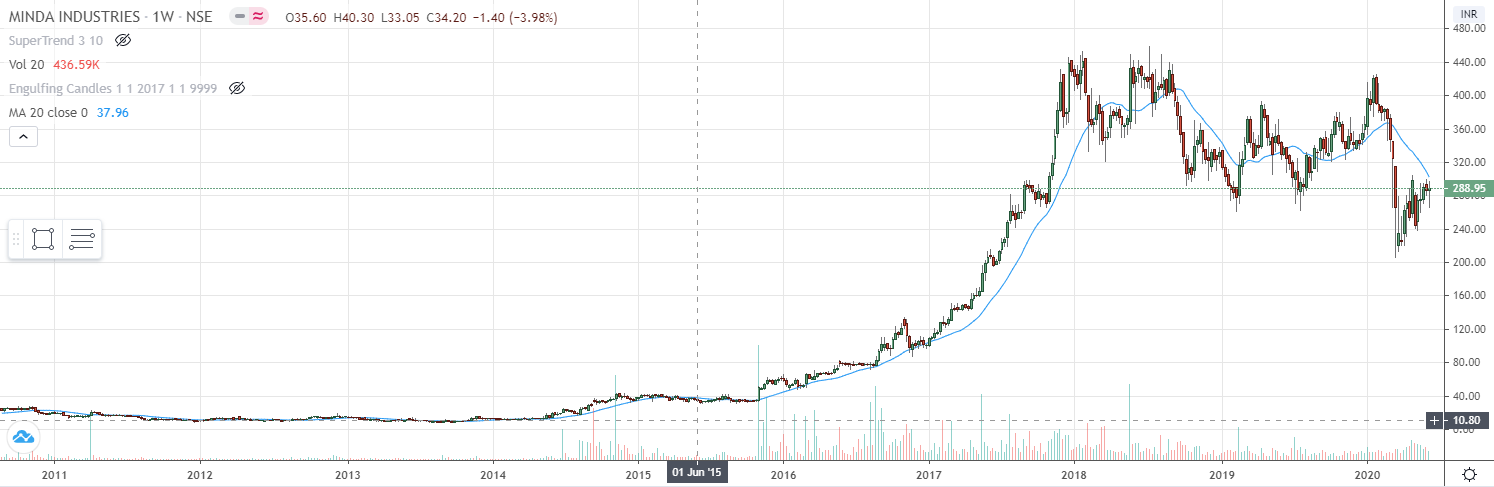 MINDA INDUSTRIES · 1W · NSE O35.60 H40.30 L33.05 C34.20 −1.40 (−3.98%)
SuperTrend 3 10
Vol 20 436.59K
Engulfing Candles 1 1 2017 1 1 9999
MA 20 close 0 37.96
INR
480.00
440.00
400.00
360.00
320.00
288.95
280.00
240.00
200.00
160.00
120.00
80.00
40.00
10.80
0.00
2011 2012 2013 2014 2015 01 Jun '15 2016 2017 2018 2019 2020